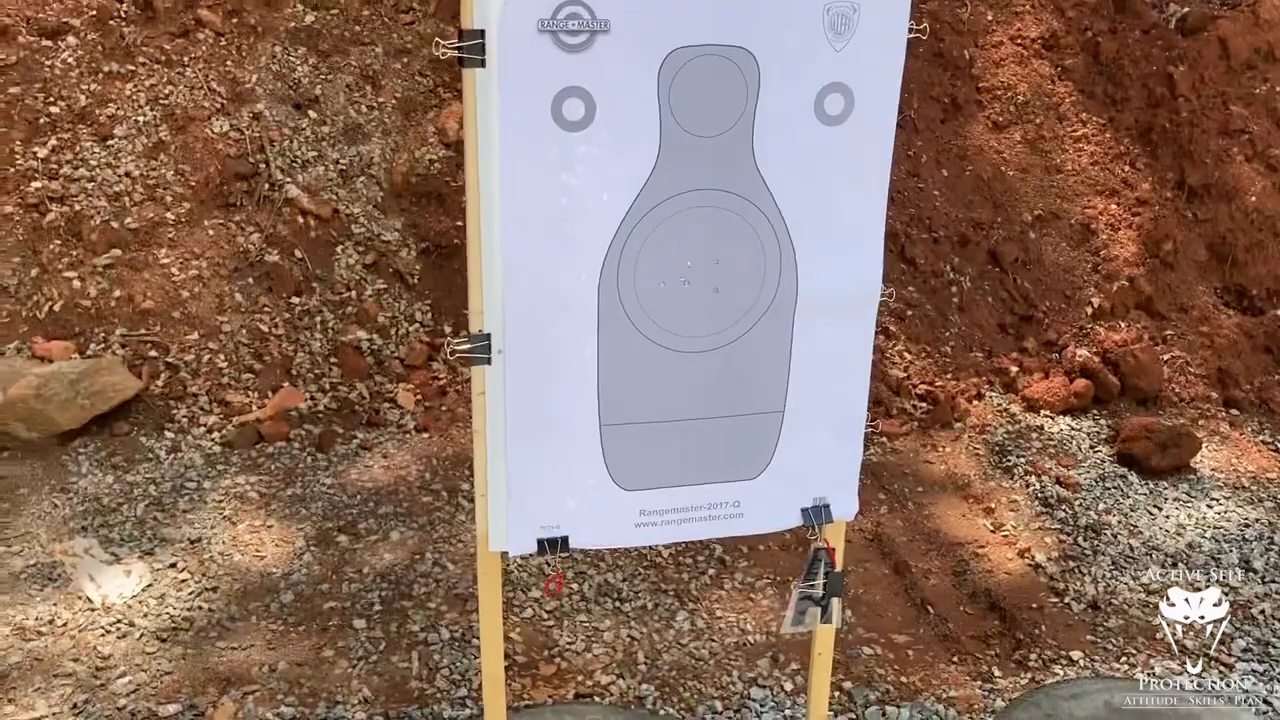 RANGE MASTER
Rangemaster-2017-Q
www.rangemaster.com
ACTIVE SELF
PROTECTION
ATTITUDE . SKILLS . PLAN